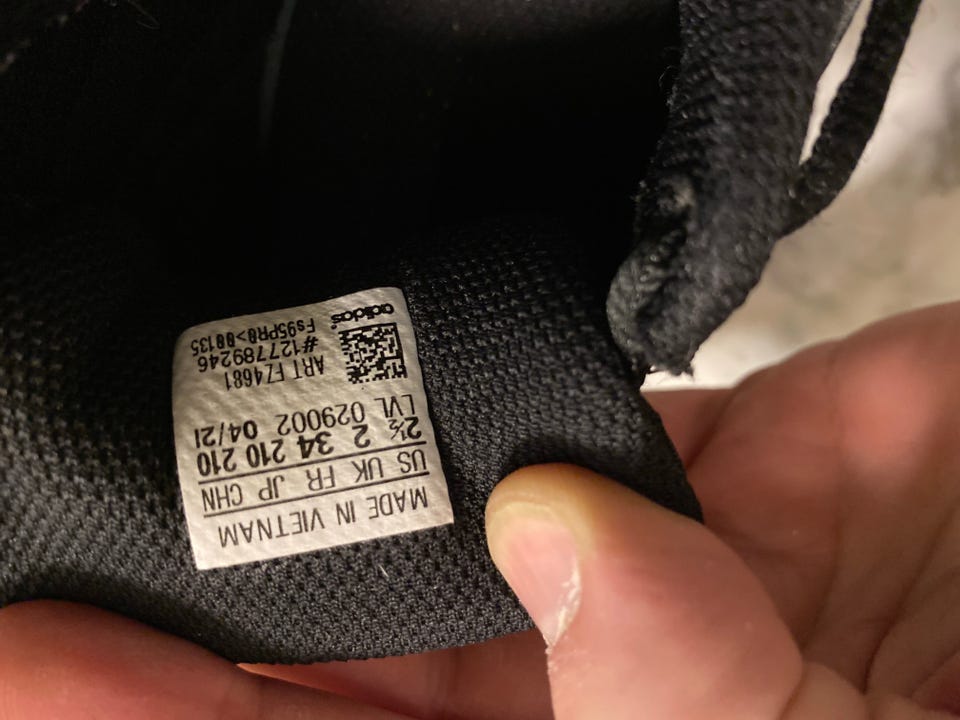 MADE IN VIETNAM
US UK FR JP CHN
2½ 2 34 210 210
LVL 029002 04/21
ART FZ4681
#127789246
Fs95PR0>00135
adidas